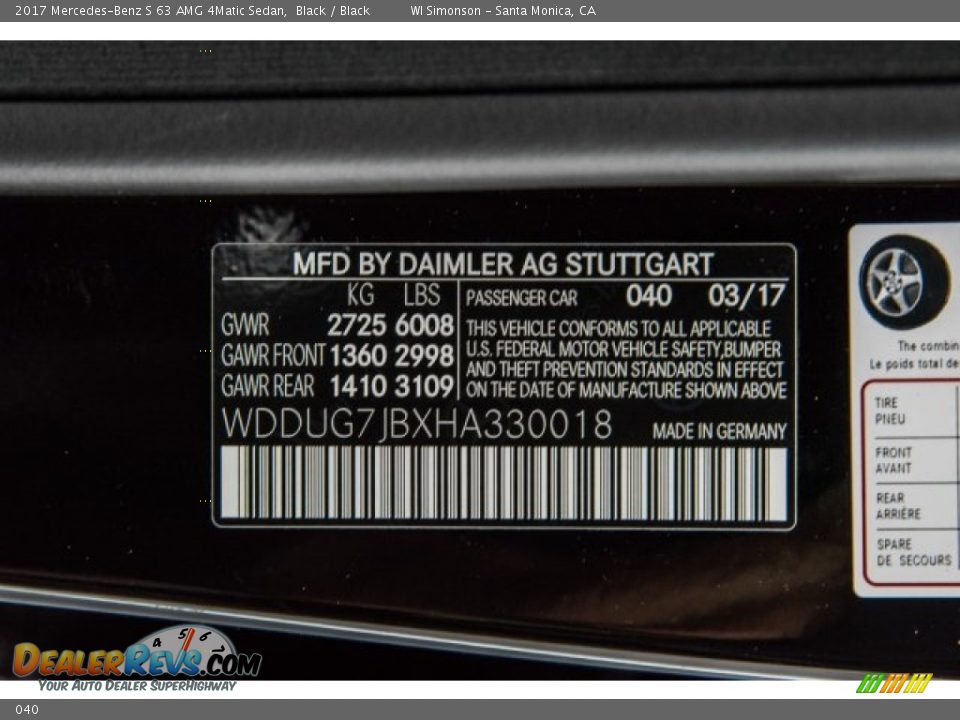 2017 Mercedes-Benz S 63 AMG 4Matic Sedan,  Black / Black    WI Simonson - Santa Monica, CA
MFD BY DAIMLER AG STUTTGART
KG LBS
GVWR 2725 6008
GAWR FRONT 1360 2998
GAWR REAR 1410 3109
PASSENGER CAR 040 03/17
THIS VEHICLE CONFORMS TO ALL APPLICABLE
U.S. FEDERAL MOTOR VEHICLE SAFETY,BUMPER
AND THEFT PREVENTION STANDARDS IN EFFECT
ON THE DATE OF MANUFACTURE SHOWN ABOVE
WDDUG7JBXHA330018 MADE IN GERMANY
The combin
Le poids total de
TIRE
PNEU
FRONT
AVANT
REAR
ARRIÈRE
SPARE
DE SECOURS
4 5 6
DEALERREVS.COM
YOUR AUTO DEALER SUPERHIGHWAY
040